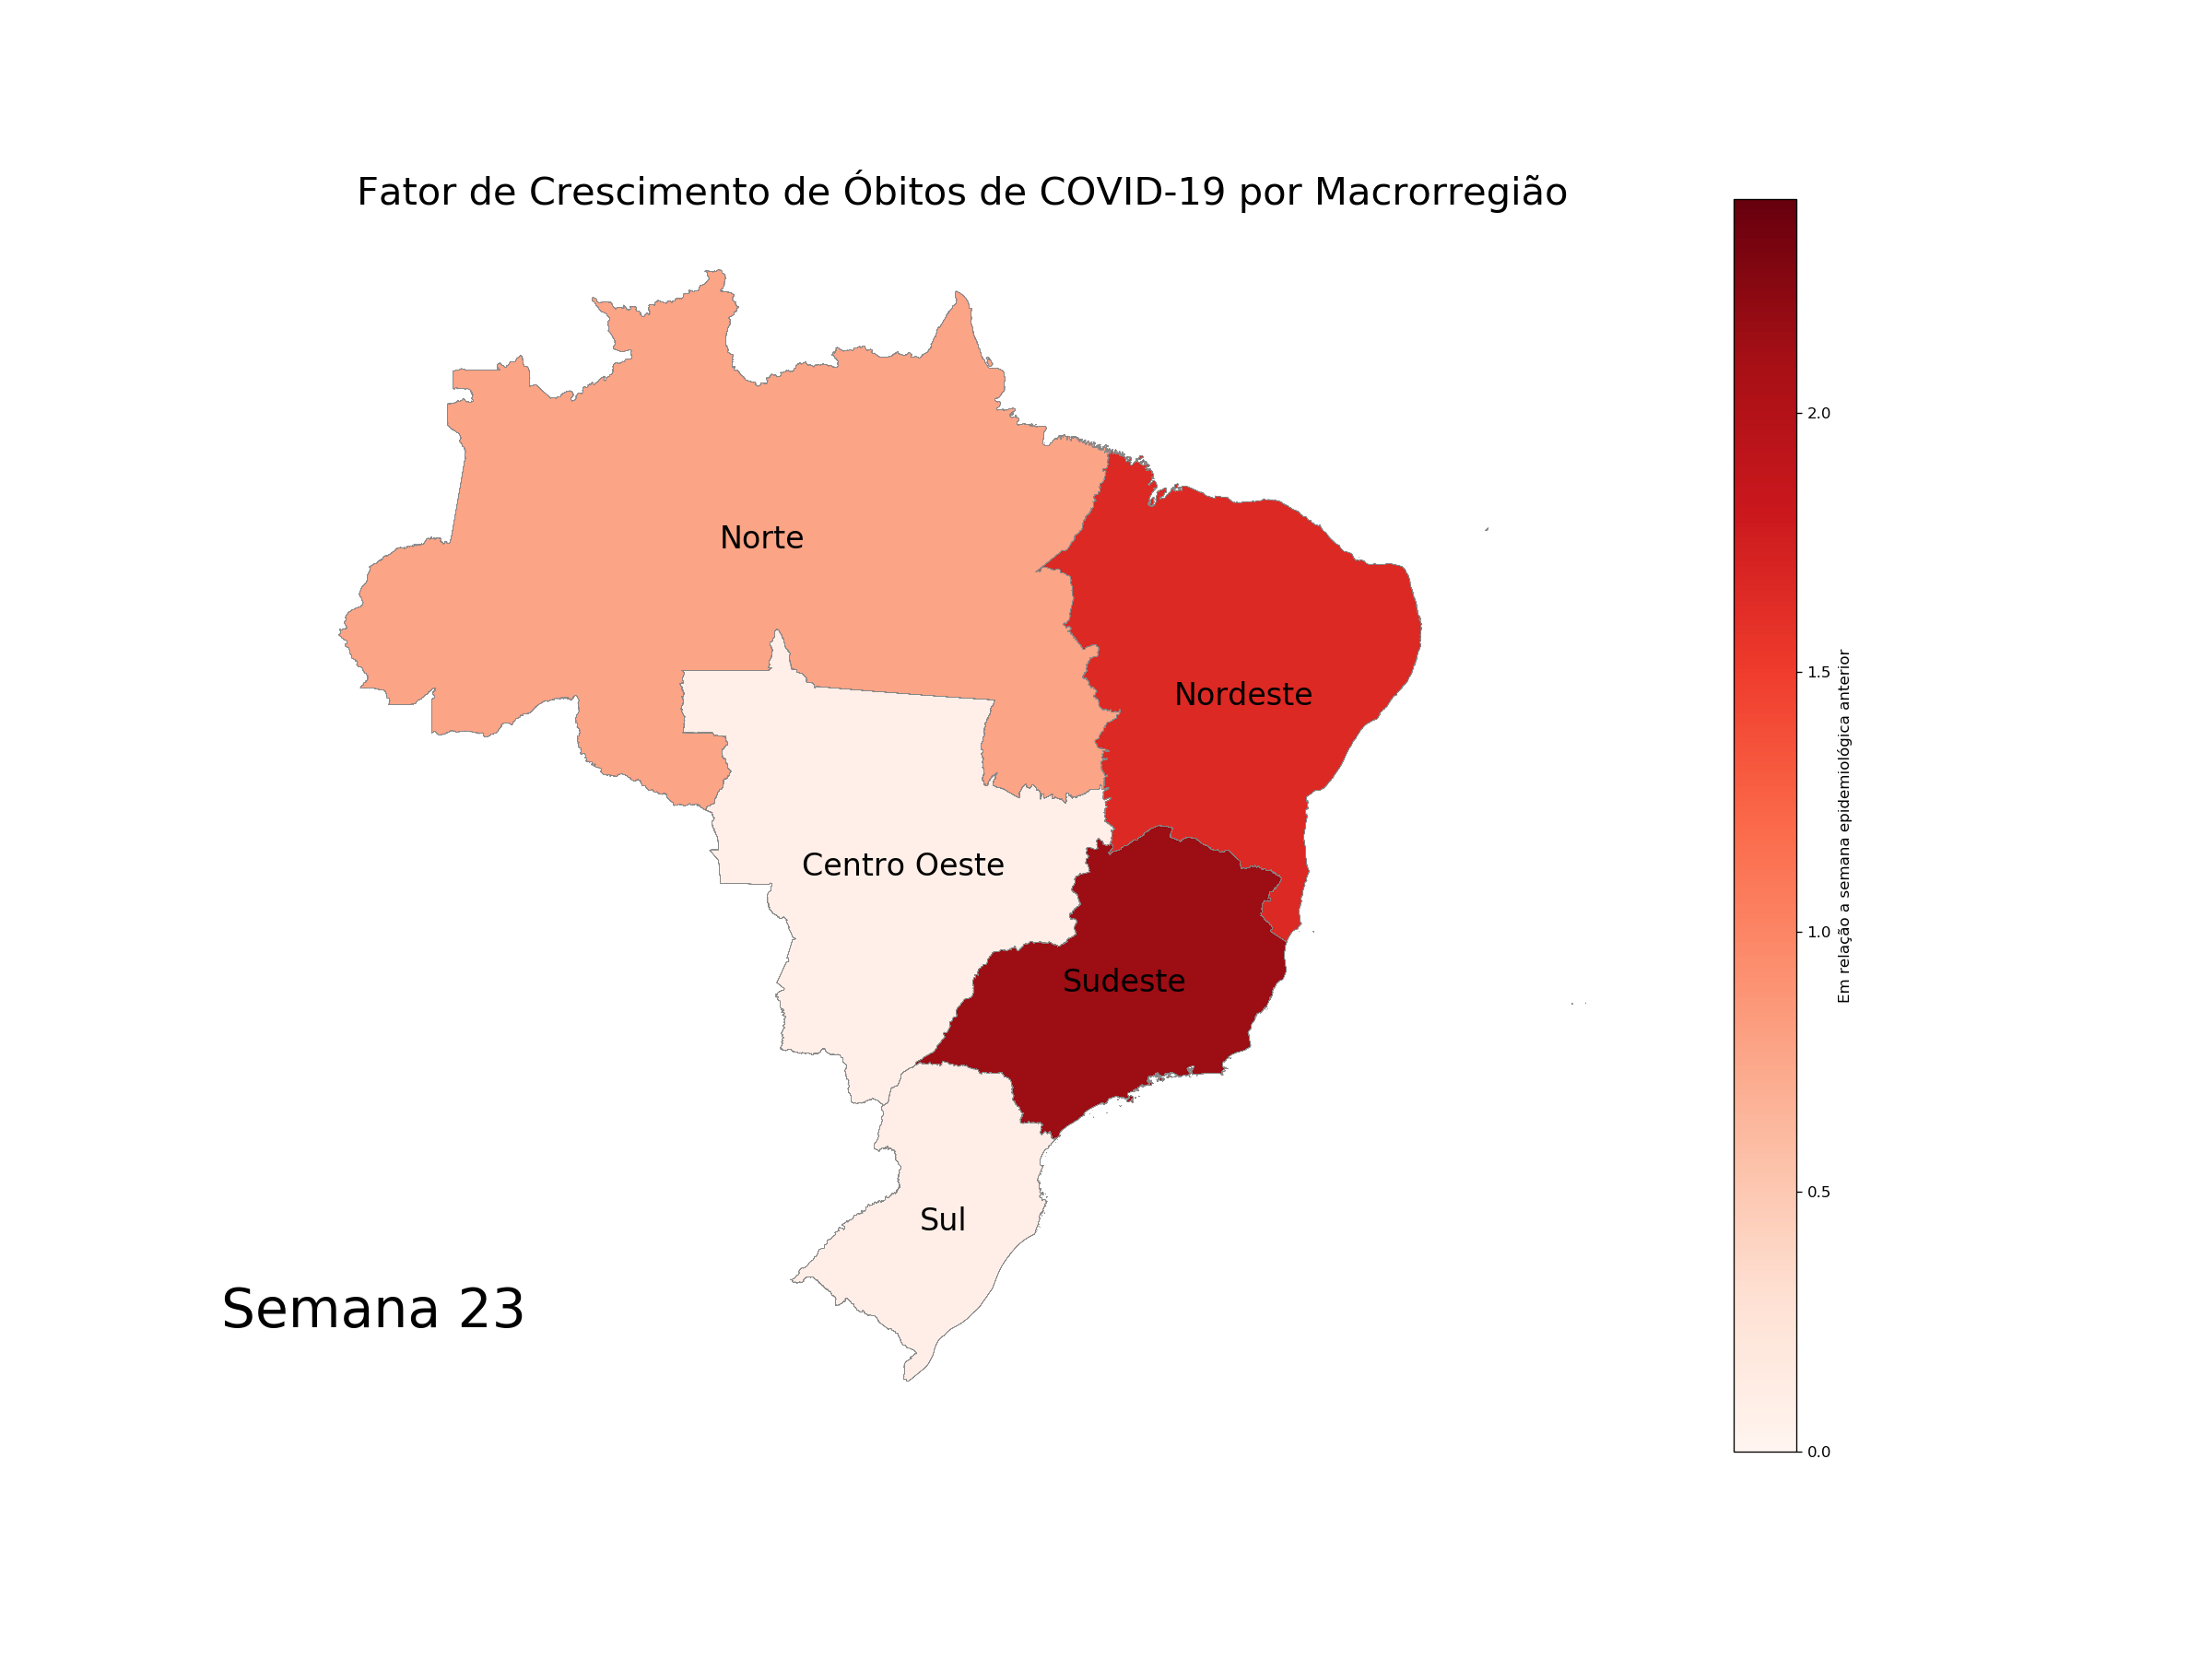 Fator de Crescimento de Óbitos de COVID-19 por Macrorregião
Norte
Nordeste
Centro Oeste
Sudeste
Sul
Semana 23
2.0
1.5
1.0
0.5
0.0
Em relação a semana epidemiológica anterior